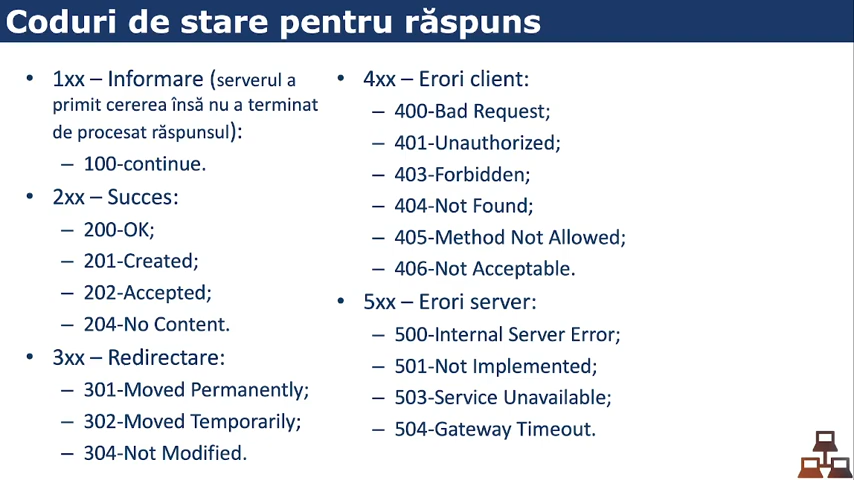 Coduri de stare pentru răspuns
• 1xx – Informare (serverul a
primit cererea însă nu a terminat
de procesat răspunsul):
– 100-continue.
• 2xx – Succes:
– 200-OK;
– 201-Created;
– 202-Accepted;
– 204-No Content.
• 3xx – Redirectare:
– 301-Moved Permanently;
– 302-Moved Temporarily;
– 304-Not Modified.
• 4xx – Erori client:
– 400-Bad Request;
– 401-Unauthorized;
– 403-Forbidden;
– 404-Not Found;
– 405-Method Not Allowed;
– 406-Not Acceptable.
• 5xx – Erori server:
– 500-Internal Server Error;
– 501-Not Implemented;
– 503-Service Unavailable;
– 504-Gateway Timeout.